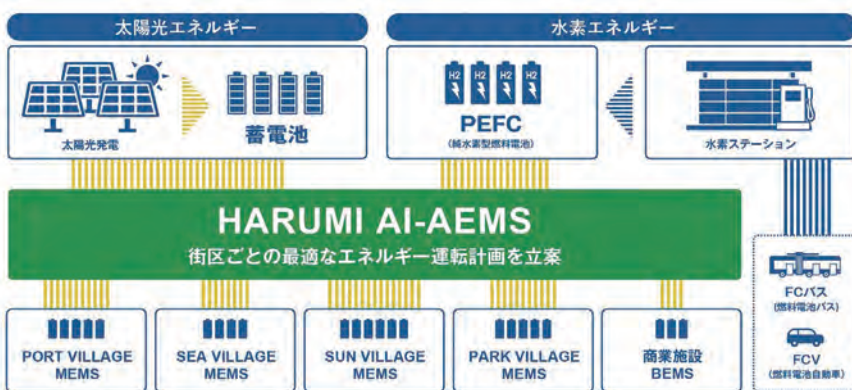 太陽光エネルギー
水素エネルギー
太陽光発電
蓄電池
H2 H2 H2 H2
PEFC
(純水素型燃料電池)
水素ステーション
HARUMI AI-AEMS
街区ごとの最適なエネルギー運転計画を立案
PORT VILLAGE
MEMS
SEA VILLAGE
MEMS
SUN VILLAGE
MEMS
PARK VILLAGE
MEMS
商業施設
BEMS
FCバス
(燃料電池バス)
FCV
(燃料電池自動車)